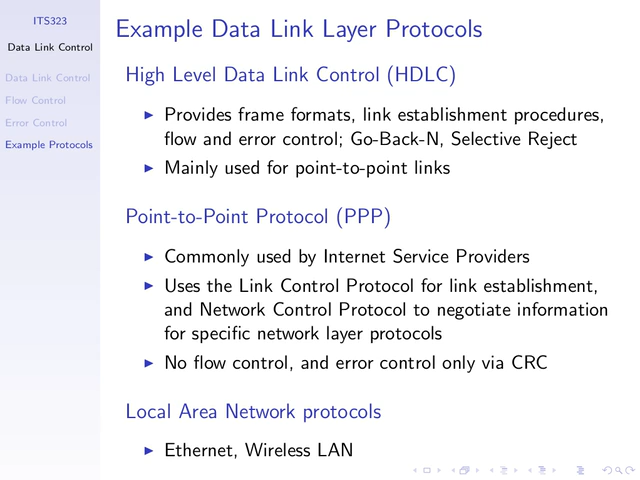 ITS323
Data Link Control
Data Link Control
Flow Control
Error Control
Example Protocols
Example Data Link Layer Protocols
High Level Data Link Control (HDLC)
▶ Provides frame formats, link establishment procedures,
flow and error control; Go-Back-N, Selective Reject
▶ Mainly used for point-to-point links
Point-to-Point Protocol (PPP)
▶ Commonly used by Internet Service Providers
▶ Uses the Link Control Protocol for link establishment,
and Network Control Protocol to negotiate information
for specific network layer protocols
▶ No flow control, and error control only via CRC
Local Area Network protocols
▶ Ethernet, Wireless LAN